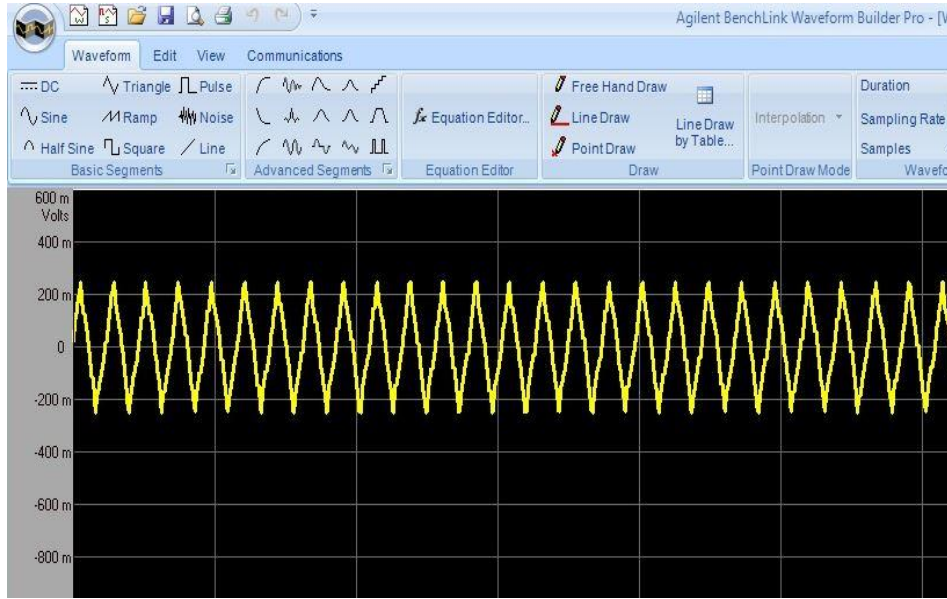 Agilent BenchLink Waveform Builder Pro - [
Waveform Edit View Communications
DC Triangle Pulse
Sine Ramp Noise
Half Sine Square Line
Basic Segments
Advanced Segments
fx Equation Editor...
Equation Editor
Free Hand Draw
Line Draw
Point Draw
Line Draw
by Table...
Draw
Interpolation
Point Draw Mode
Duration
Sampling Rate
Samples
Wavefo
600 m
Volts
400 m
200 m
0
-200 m
-400 m
-600 m
-800 m